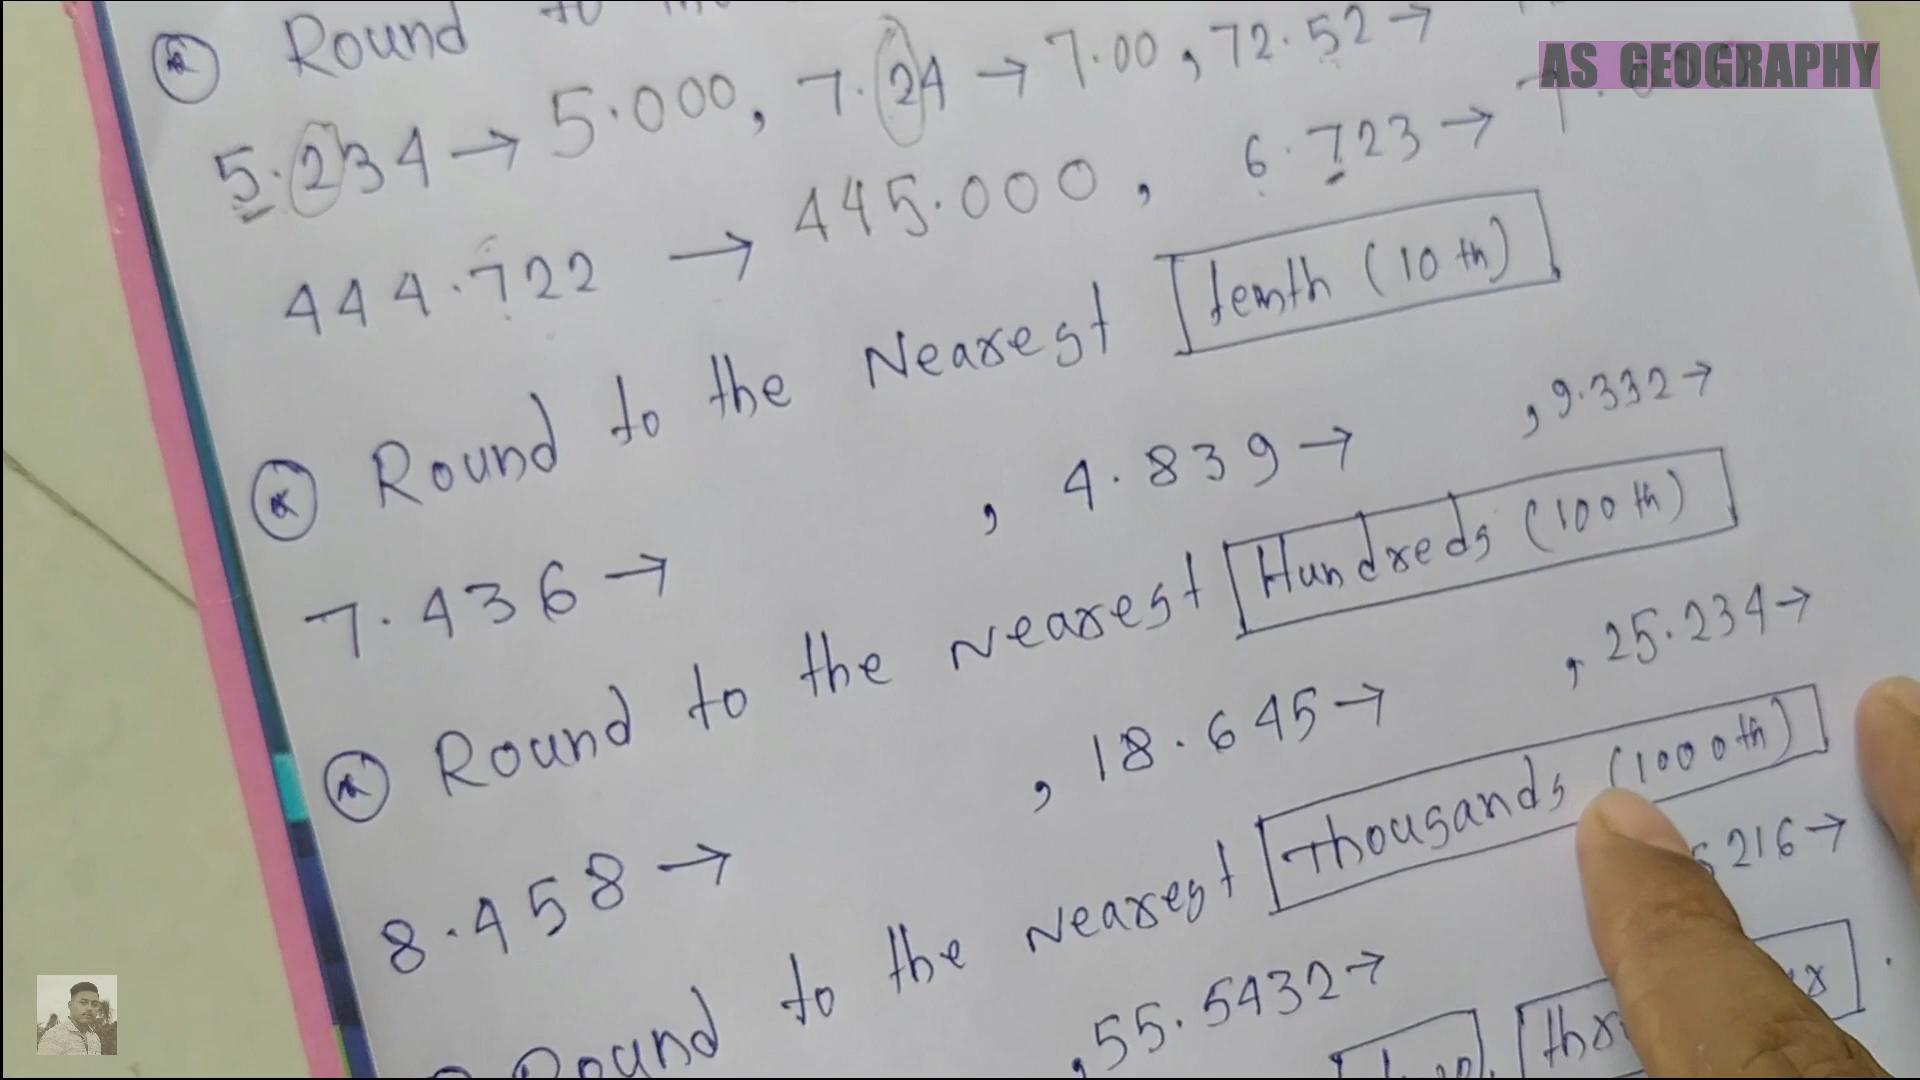 AS GEOGRAPHY
Round to
5.234 → 5.000, 7.24 → 7.00, 72.52 →
444.722 → 445.000, 6.723 →
Round to the Nearest tenth (10 th)
7.436 → , 4.839 → , 9.332 →
Round to the Nearest Hundreds (100 th)
8.458 → , 18.645 → , 25.234 →
Round to the Nearest Thousands (1000 th)
, 55.5432 → 216 →